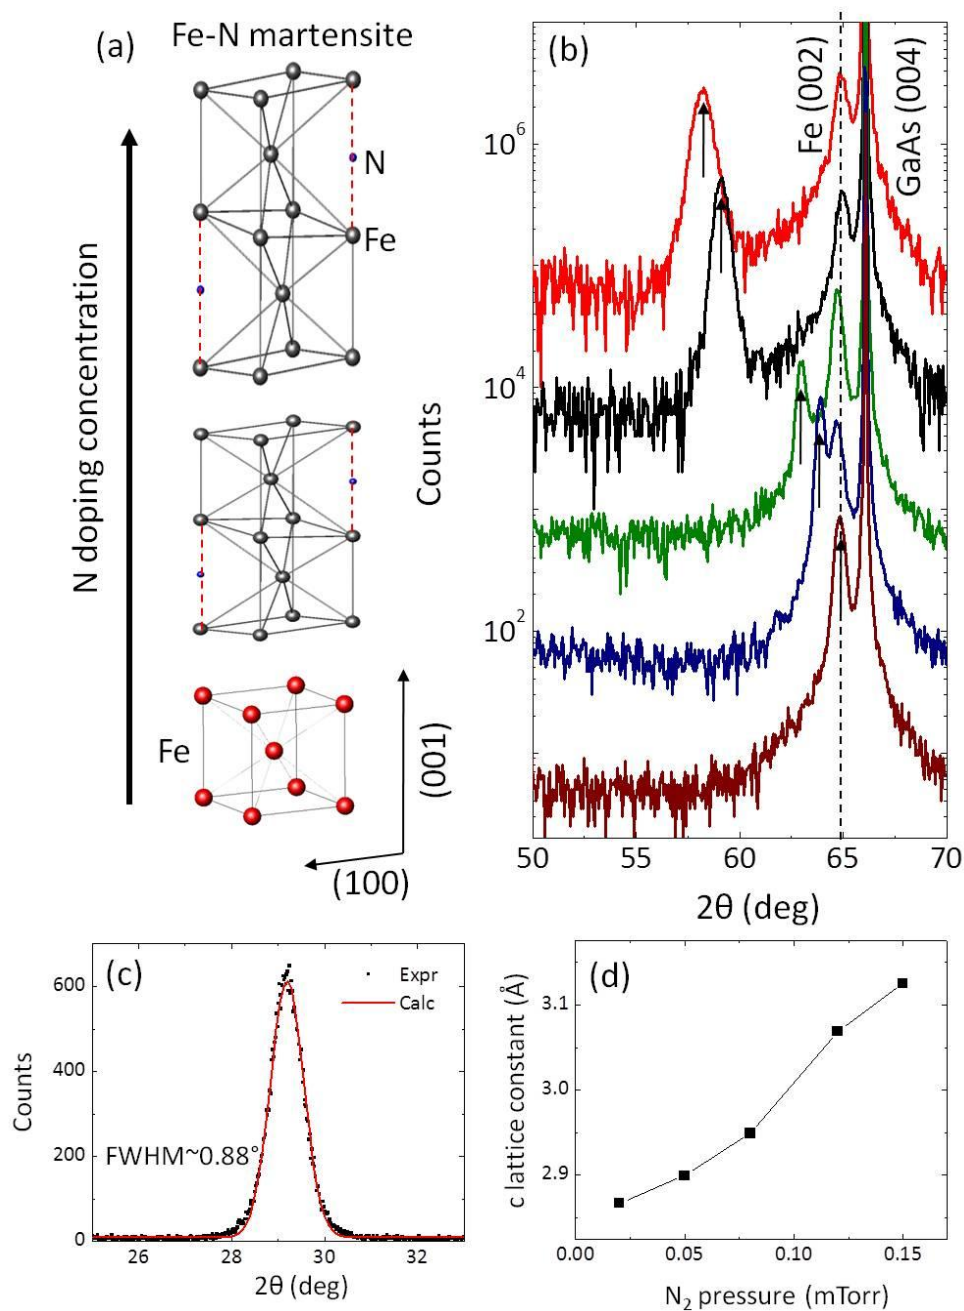 (a)
Fe-N martensite
N
Fe
N doping concentration
Fe
(001)
(100)
(b)
Fe (002)
GaAs (004)
Counts
10^6
10^4
10^2
50 55 60 65 70
2θ (deg)
(c)
Expr
Calc
Counts
600
400
200
0
FWHM~0.88°
26 28 30 32
2θ (deg)
(d)
c lattice constant (Å)
3.1
3.0
2.9
0.00 0.05 0.10 0.15
N₂ pressure (mTorr)